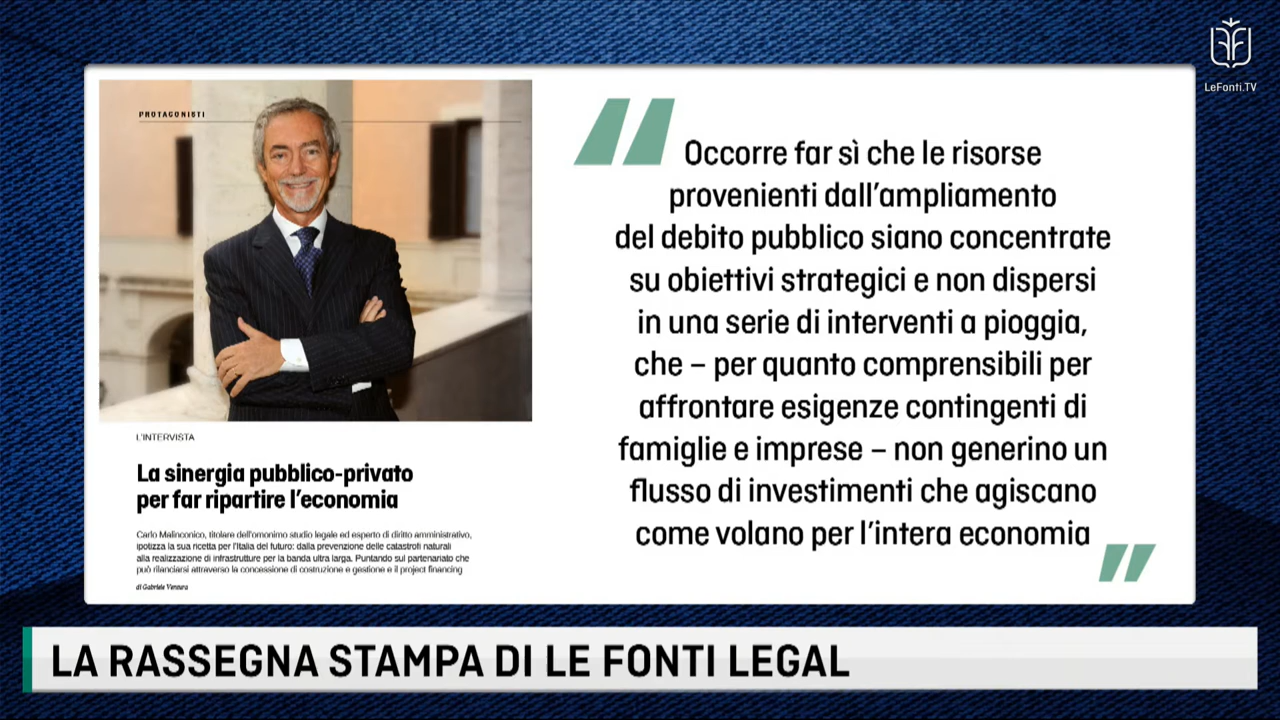 LeFonti.TV
PROTAGONISTI
L'INTERVISTA
La sinergia pubblico-privato
per far ripartire l'economia
Carlo Malinconico, titolare dell'omonimo studio legale ed esperto di diritto amministrativo,
ipotizza la sua ricetta per l'Italia del futuro: dalla prevenzione delle catastrofi naturali
alla realizzazione di infrastrutture per la banda ultra larga. Puntando sul partenariato che
può rilanciarsi attraverso la concessione di costruzione e gestione e il project financing
di Gabriele Ventura
"Occorre far sì che le risorse
provenienti dall'ampliamento
del debito pubblico siano concentrate
su obiettivi strategici e non dispersi
in una serie di interventi a pioggia,
che – per quanto comprensibili per
affrontare esigenze contingenti di
famiglie e imprese – non generino un
flusso di investimenti che agiscano
come volano per l'intera economia"
LA RASSEGNA STAMPA DI LE FONTI LEGAL